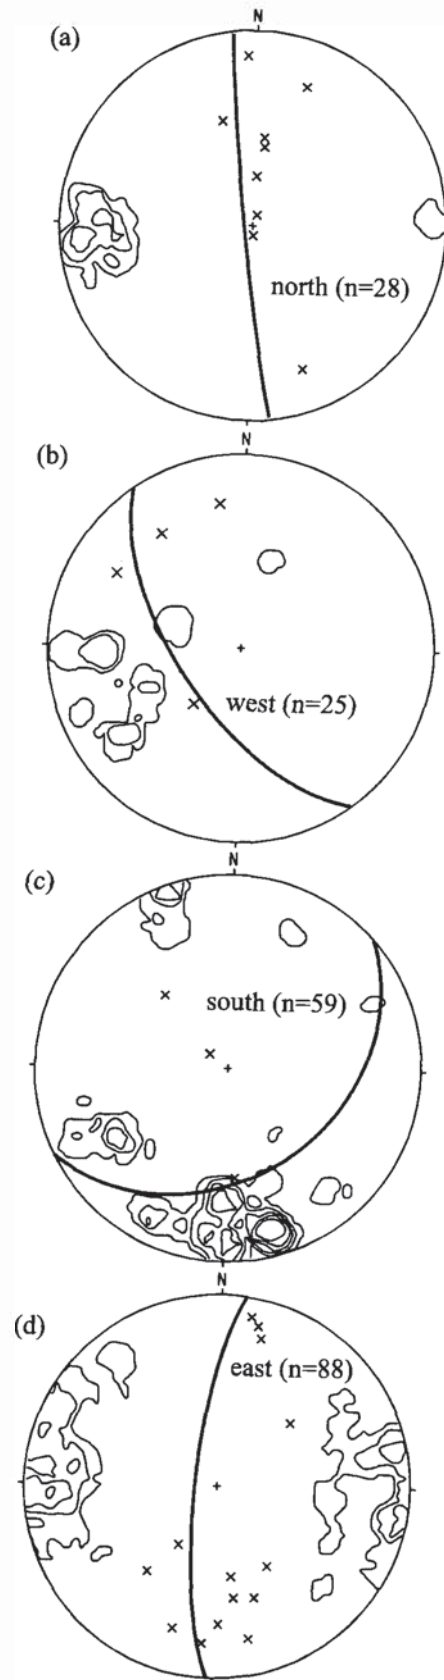 (a)
N
north (n=28)
(b)
N
west (n=25)
(c)
N
south (n=59)
(d)
N
east (n=88)